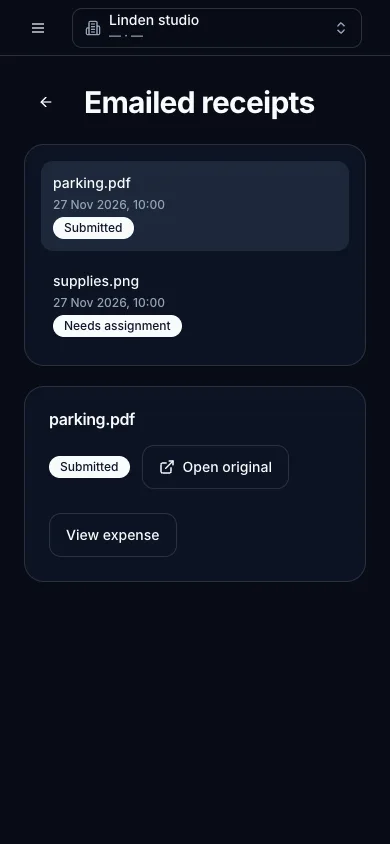 Linden studio
— · —
Emailed receipts
parking.pdf
27 Nov 2026, 10:00
Submitted
supplies.png
27 Nov 2026, 10:00
Needs assignment
parking.pdf
Submitted
Open original
View expense